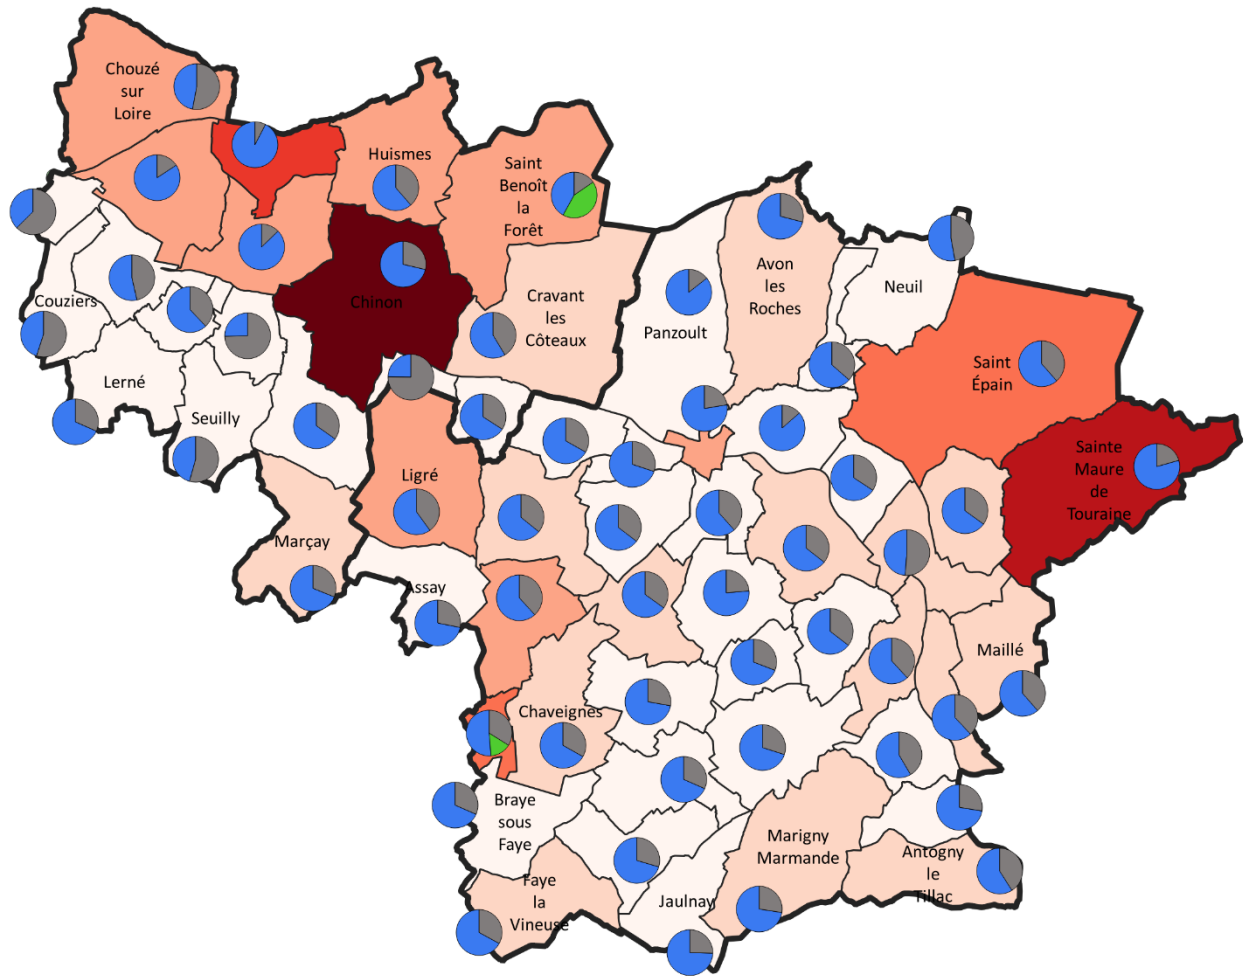 Chouzé
sur
Loire
Huismes
Saint
Benoît
la
Forêt
Avon
les
Roches
Neuil
Couziers
Chinon
Cravant
les
Côteaux
Panzoult
Saint
Épain
Lerné
Seuilly
Ligré
Sainte
Maure
de
Touraine
Marçay
Assay
Maillé
Chaveignes
Braye
sous
Faye
Marigny
Marmande
Antogny
le
Tillac
Faye
la
Vineuse
Jaulnay